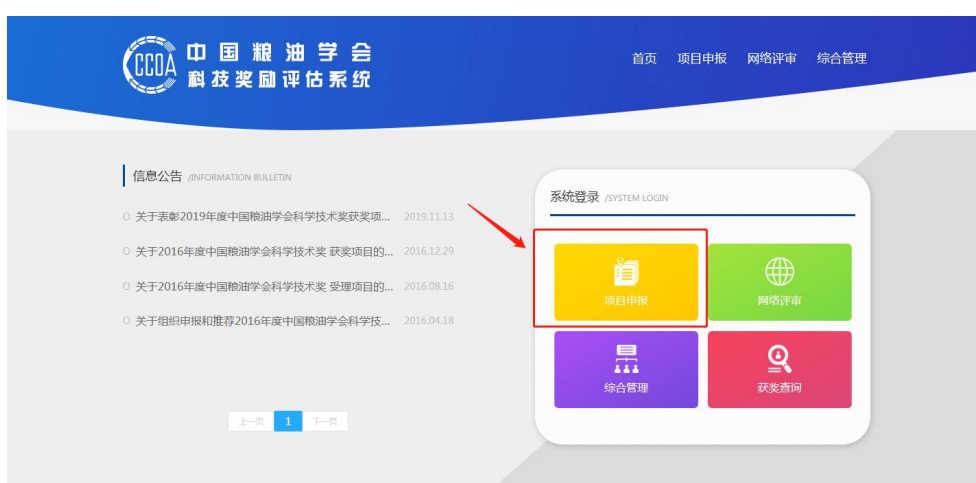 CCOA
中国粮油学会
科技奖励评估系统
首页 项目申报 网络评审 综合管理
信息公告 /INFORMATION BULLETIN
关于表彰2019年度中国粮油学会科学技术奖获奖项... 2019.11.13
关于2016年度中国粮油学会科学技术奖 获奖项目的... 2016.12.29
关于2016年度中国粮油学会科学技术奖 受理项目的... 2016.08.16
关于组织申报和推荐2016年度中国粮油学会科学技... 2016.04.18
上一页 1 下一页
系统登录 /SYSTEM LOGIN
项目申报
网络评审
综合管理
获奖查询